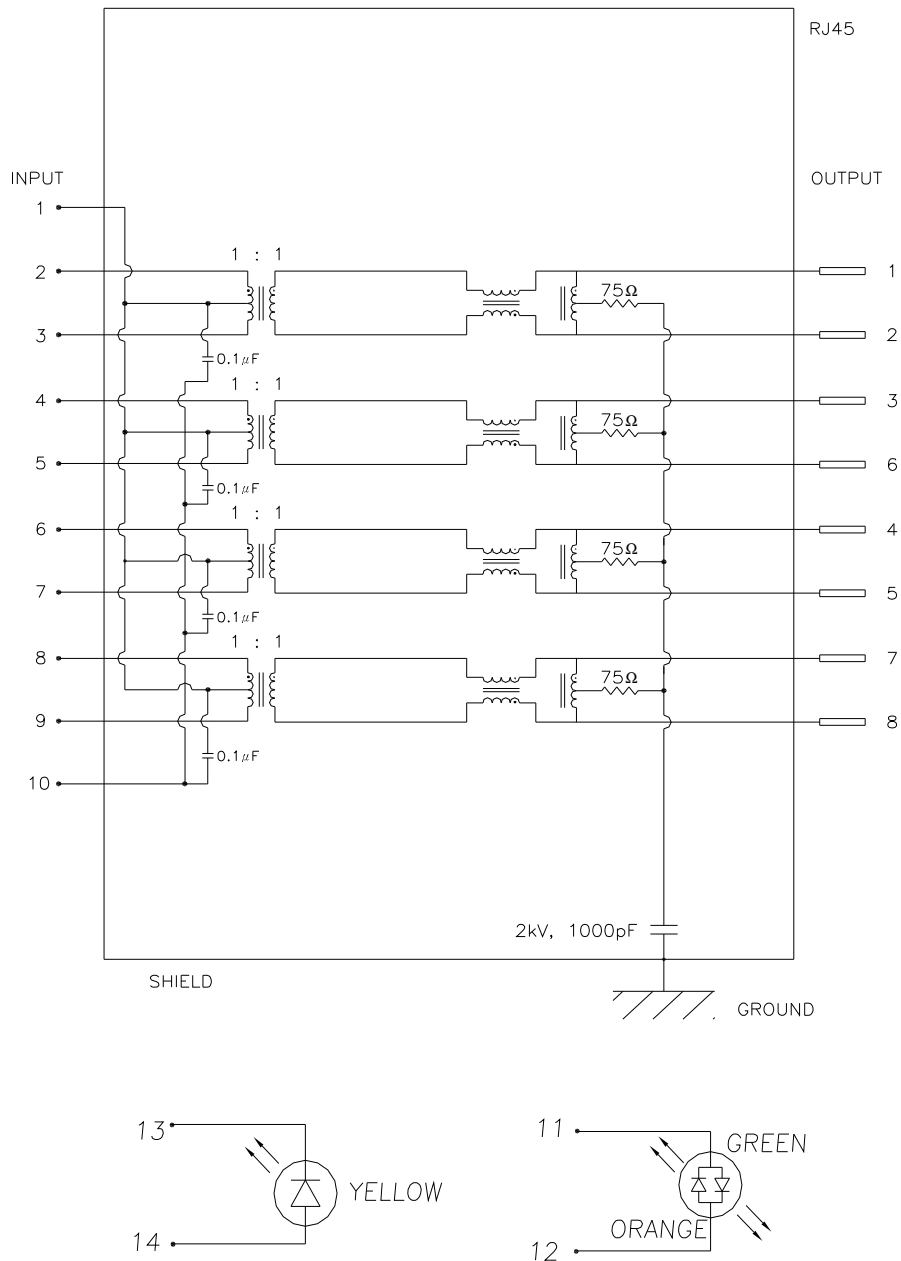 RJ45
INPUT
OUTPUT
1
1 : 1
2
1
75Ω
3
2
0.1μF
1 : 1
4
3
75Ω
5
6
0.1μF
1 : 1
6
4
75Ω
7
5
0.1μF
1 : 1
8
7
75Ω
9
8
0.1μF
10
2kV, 1000pF
SHIELD
GROUND
13
11
GREEN
YELLOW
ORANGE
14
12